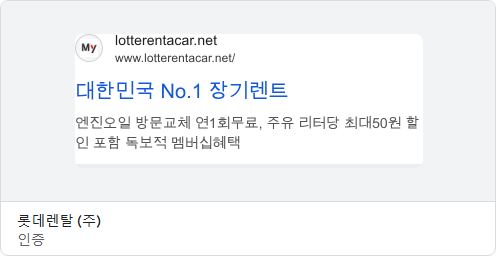 My
lotterentacar.net
www.lotterentacar.net/
대한민국 No.1 장기렌트
엔진오일 방문교체 연1회무료, 주유 리터당 최대50원 할
인 포함 독보적 멤버십혜택
롯데렌탈 (주)
인증